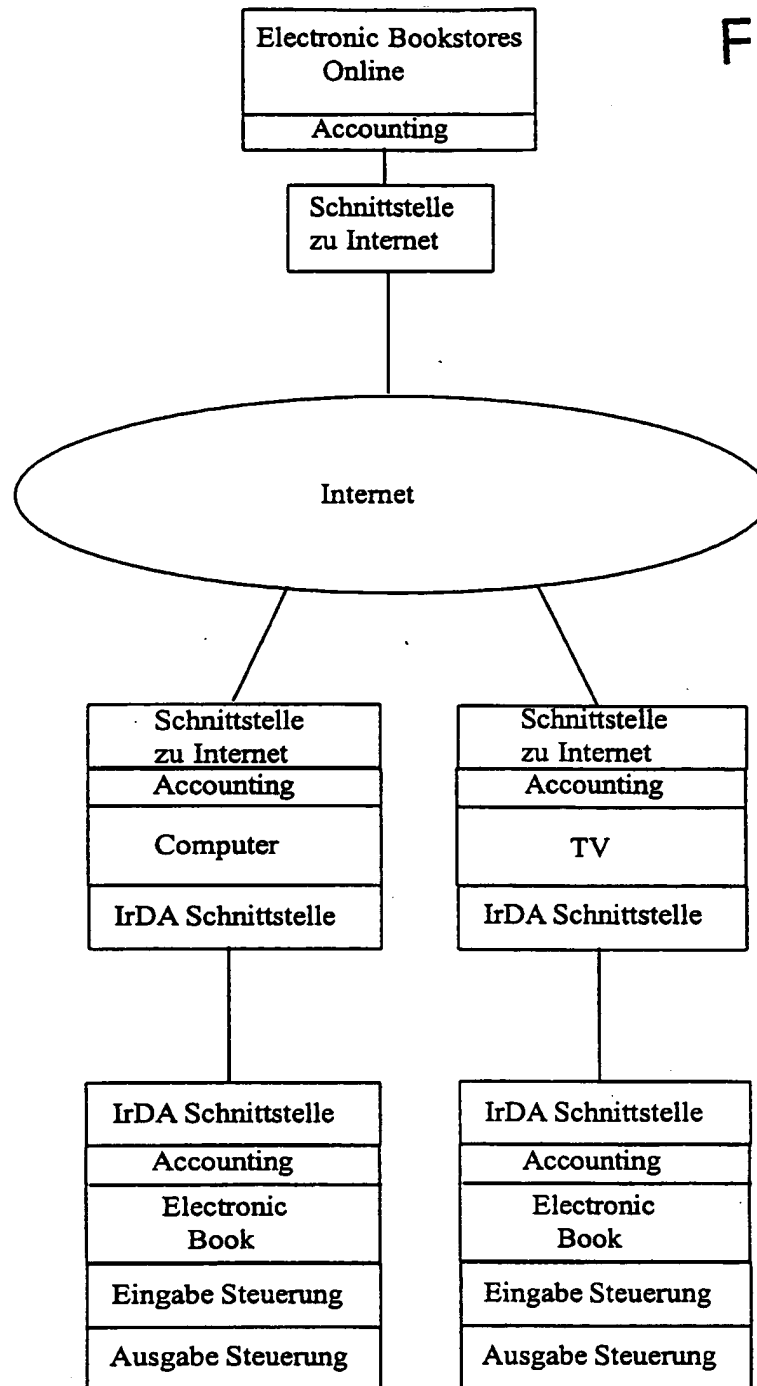 F
Electronic Bookstores
Online
Accounting
Schnittstelle
zu Internet
Internet
Schnittstelle
zu Internet
Accounting
Computer
IrDA Schnittstelle
Schnittstelle
zu Internet
Accounting
TV
IrDA Schnittstelle
IrDA Schnittstelle
Accounting
Electronic
Book
Eingabe Steuerung
Ausgabe Steuerung
IrDA Schnittstelle
Accounting
Electronic
Book
Eingabe Steuerung
Ausgabe Steuerung